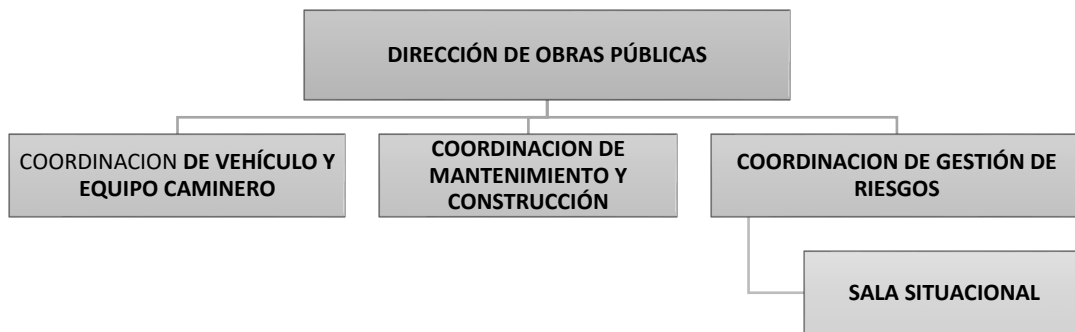 DIRECCIÓN DE OBRAS PÚBLICAS
COORDINACION DE VEHÍCULO Y
EQUIPO CAMINERO
COORDINACION DE
MANTENIMIENTO Y
CONSTRUCCIÓN
COORDINACION DE GESTIÓN DE
RIESGOS
SALA SITUACIONAL